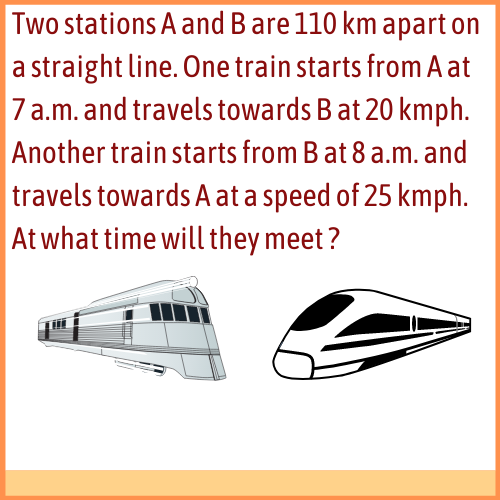 Two stations A and B are 110 km apart on
a straight line. One train starts from A at
7 a.m. and travels towards B at 20 kmph.
Another train starts from B at 8 a.m. and
travels towards A at a speed of 25 kmph.
At what time will they meet ?